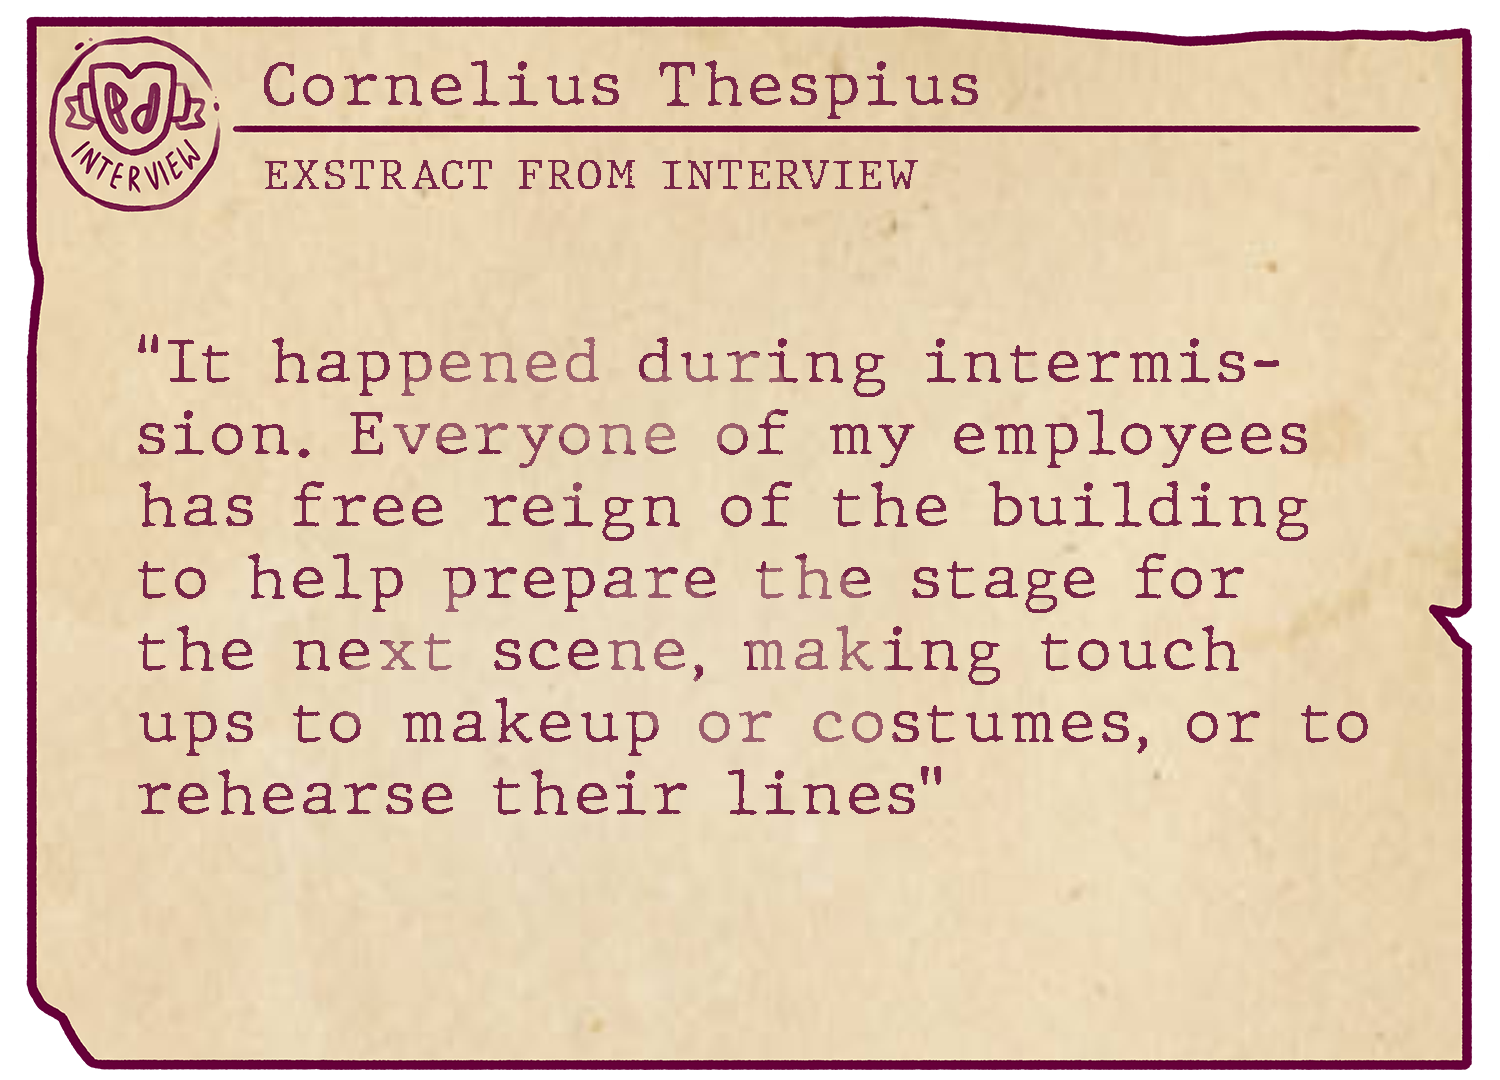 Cornelius Thespius
Pd
INTERVIEW
EXSTRACT FROM INTERVIEW
"It happened during intermis-
sion. Everyone of my employees
has free reign of the building
to help prepare the stage for
the next scene, making touch
ups to makeup or costumes, or to
rehearse their lines"